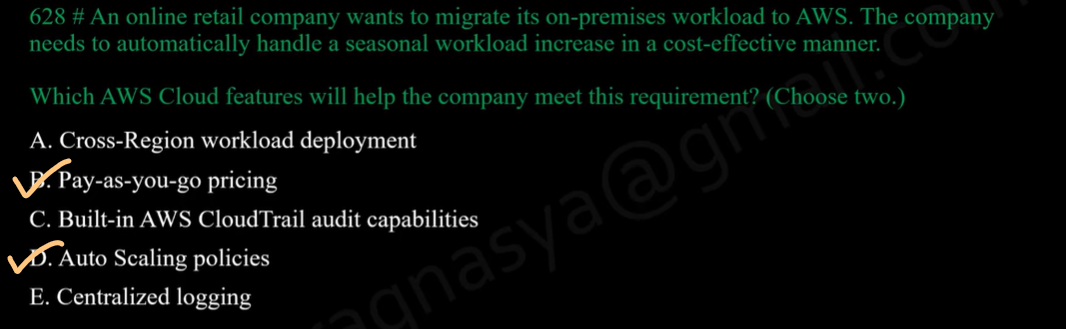 628 # An online retail company wants to migrate its on-premises workload to AWS. The company
needs to automatically handle a seasonal workload increase in a cost-effective manner.
Which AWS Cloud features will help the company meet this requirement? (Choose two.)
A. Cross-Region workload deployment
B. Pay-as-you-go pricing
C. Built-in AWS CloudTrail audit capabilities
D. Auto Scaling policies
E. Centralized logging
agnasya@gmail.com